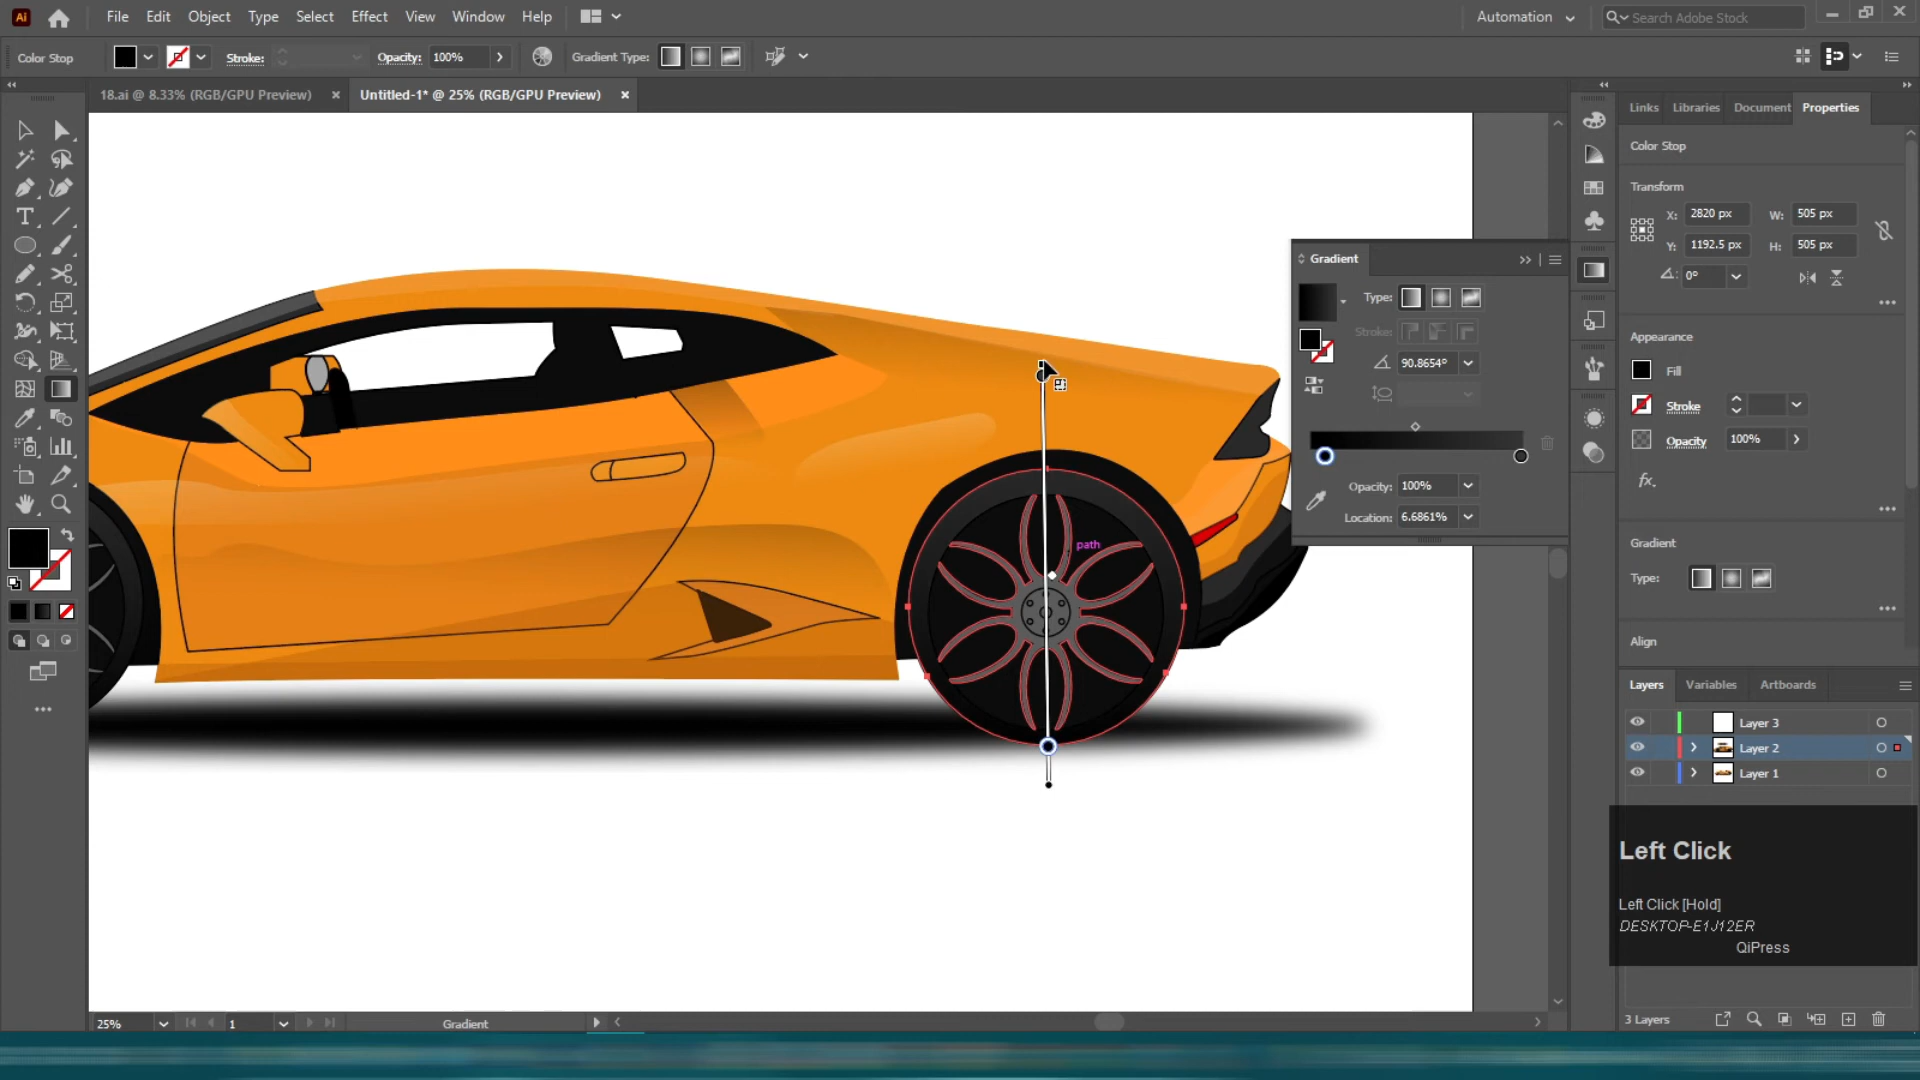 Ai File Edit Object Type Select Effect View Window Help Automation Search Adobe Stock
Color Stop Stroke: Opacity: 100% Gradient Type:
18.ai @ 8.33% (RGB/GPU Preview) × Untitled-1* @ 25% (RGB/GPU Preview) ×
Links Libraries Document Properties
Color Stop
Transform
X: 2820 px W: 505 px
Y: 1192.5 px H: 505 px
0°
Gradient
Type:
Stroke:
90.8654°
Opacity: 100%
Location: 6.6861%
path
Appearance
Fill
Stroke
Opacity 100%
fx.
Gradient
Type:
Align
Layers Variables Artboards
Layer 3
Layer 2
Layer 1
Left Click
Left Click [Hold]
DESKTOP-E1J12ER
QiPress
3 Layers
25% 1 Gradient